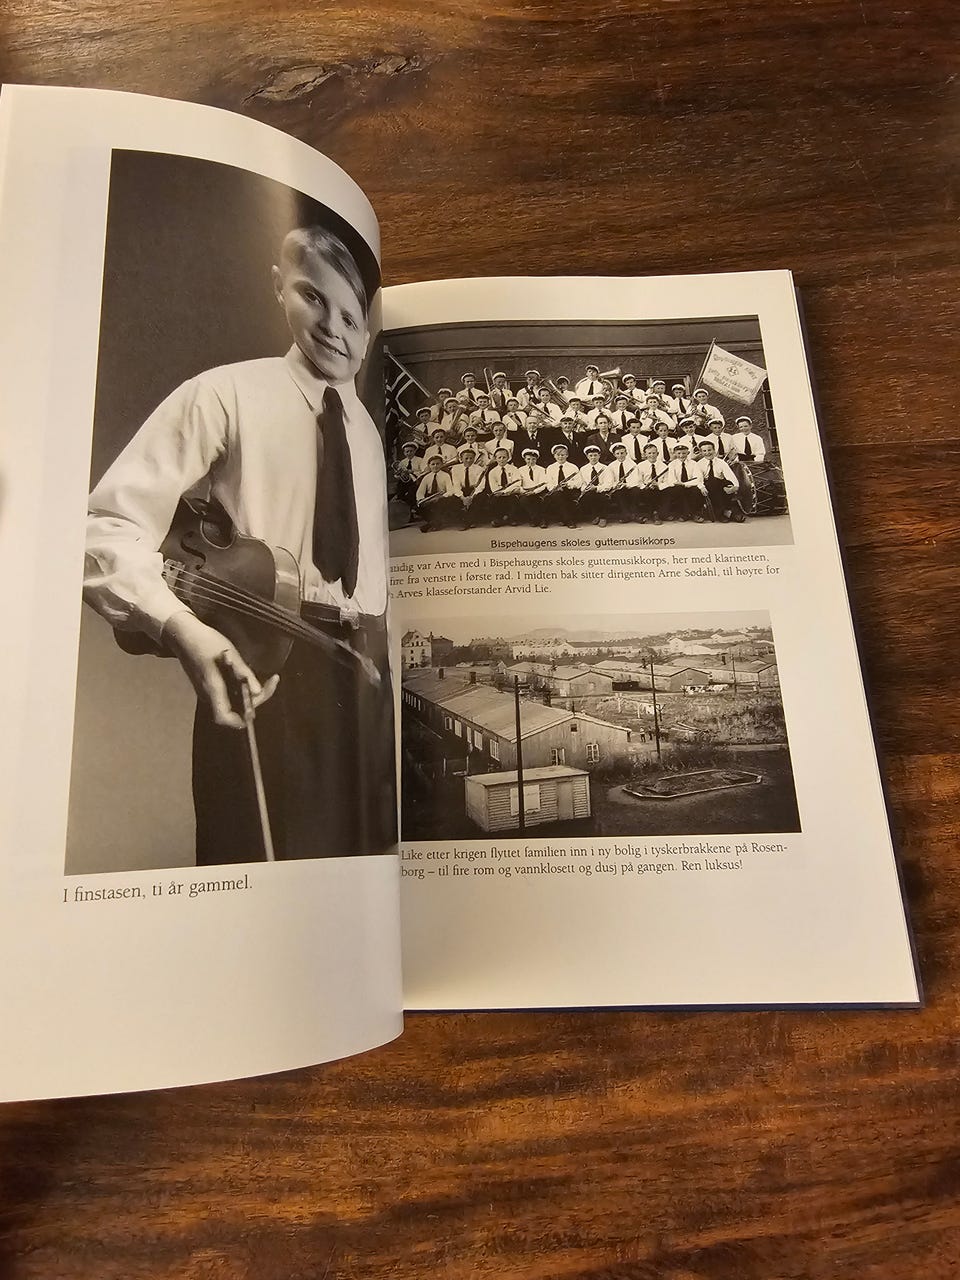 I finstasen, ti år gammel.
Bispehaugens skoles guttemusikkorps
var Arve med i Bispehaugens skoles guttemusikkorps, her med klarinetten,
fra venstre i første rad. I midten bak sitter dirigenten Arne Sødahl, til høyre for
Arves klasseforstander Arvid Lie.
Like etter krigen flyttet familien inn i ny bolig i tyskerbrakkene på Rosen-
borg – til fire rom og vannklosett og dusj på gangen. Ren luksus!